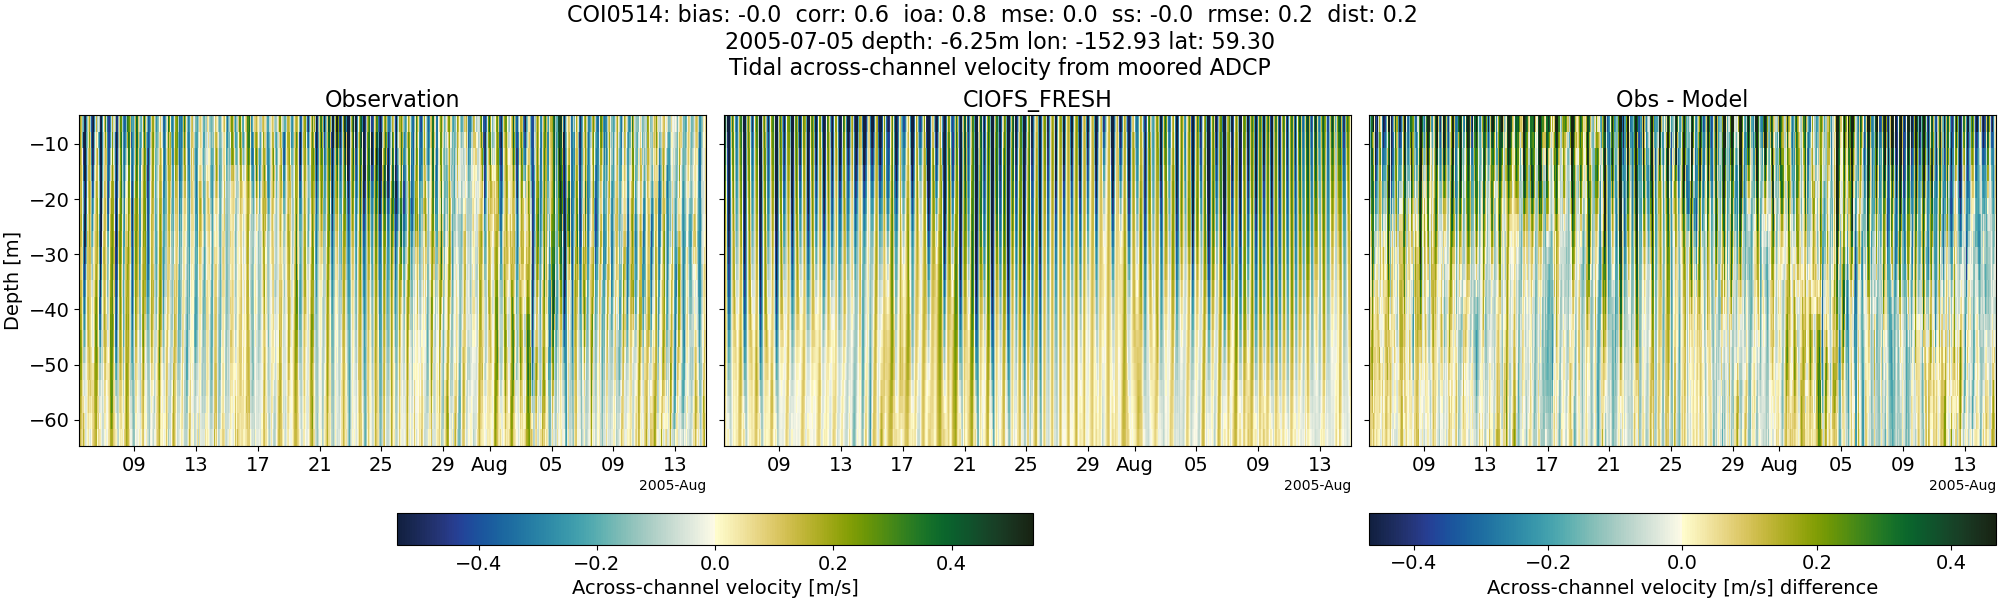 COI0514: bias: -0.0  corr: 0.6  ioa: 0.8  mse: 0.0  ss: -0.0  rmse: 0.2  dist: 0.2
2005-07-05 depth: -6.25m lon: -152.93 lat: 59.30
Tidal across-channel velocity from moored ADCP
Observation
CIOFS_FRESH
Obs - Model
Depth [m]
−10
−20
−30
−40
−50
−60
09 13 17 21 25 29 Aug 05 09 13
2005-Aug
09 13 17 21 25 29 Aug 05 09 13
2005-Aug
09 13 17 21 25 29 Aug 05 09 13
2005-Aug
−0.4 −0.2 0.0 0.2 0.4
Across-channel velocity [m/s]
−0.4 −0.2 0.0 0.2 0.4
Across-channel velocity [m/s] difference